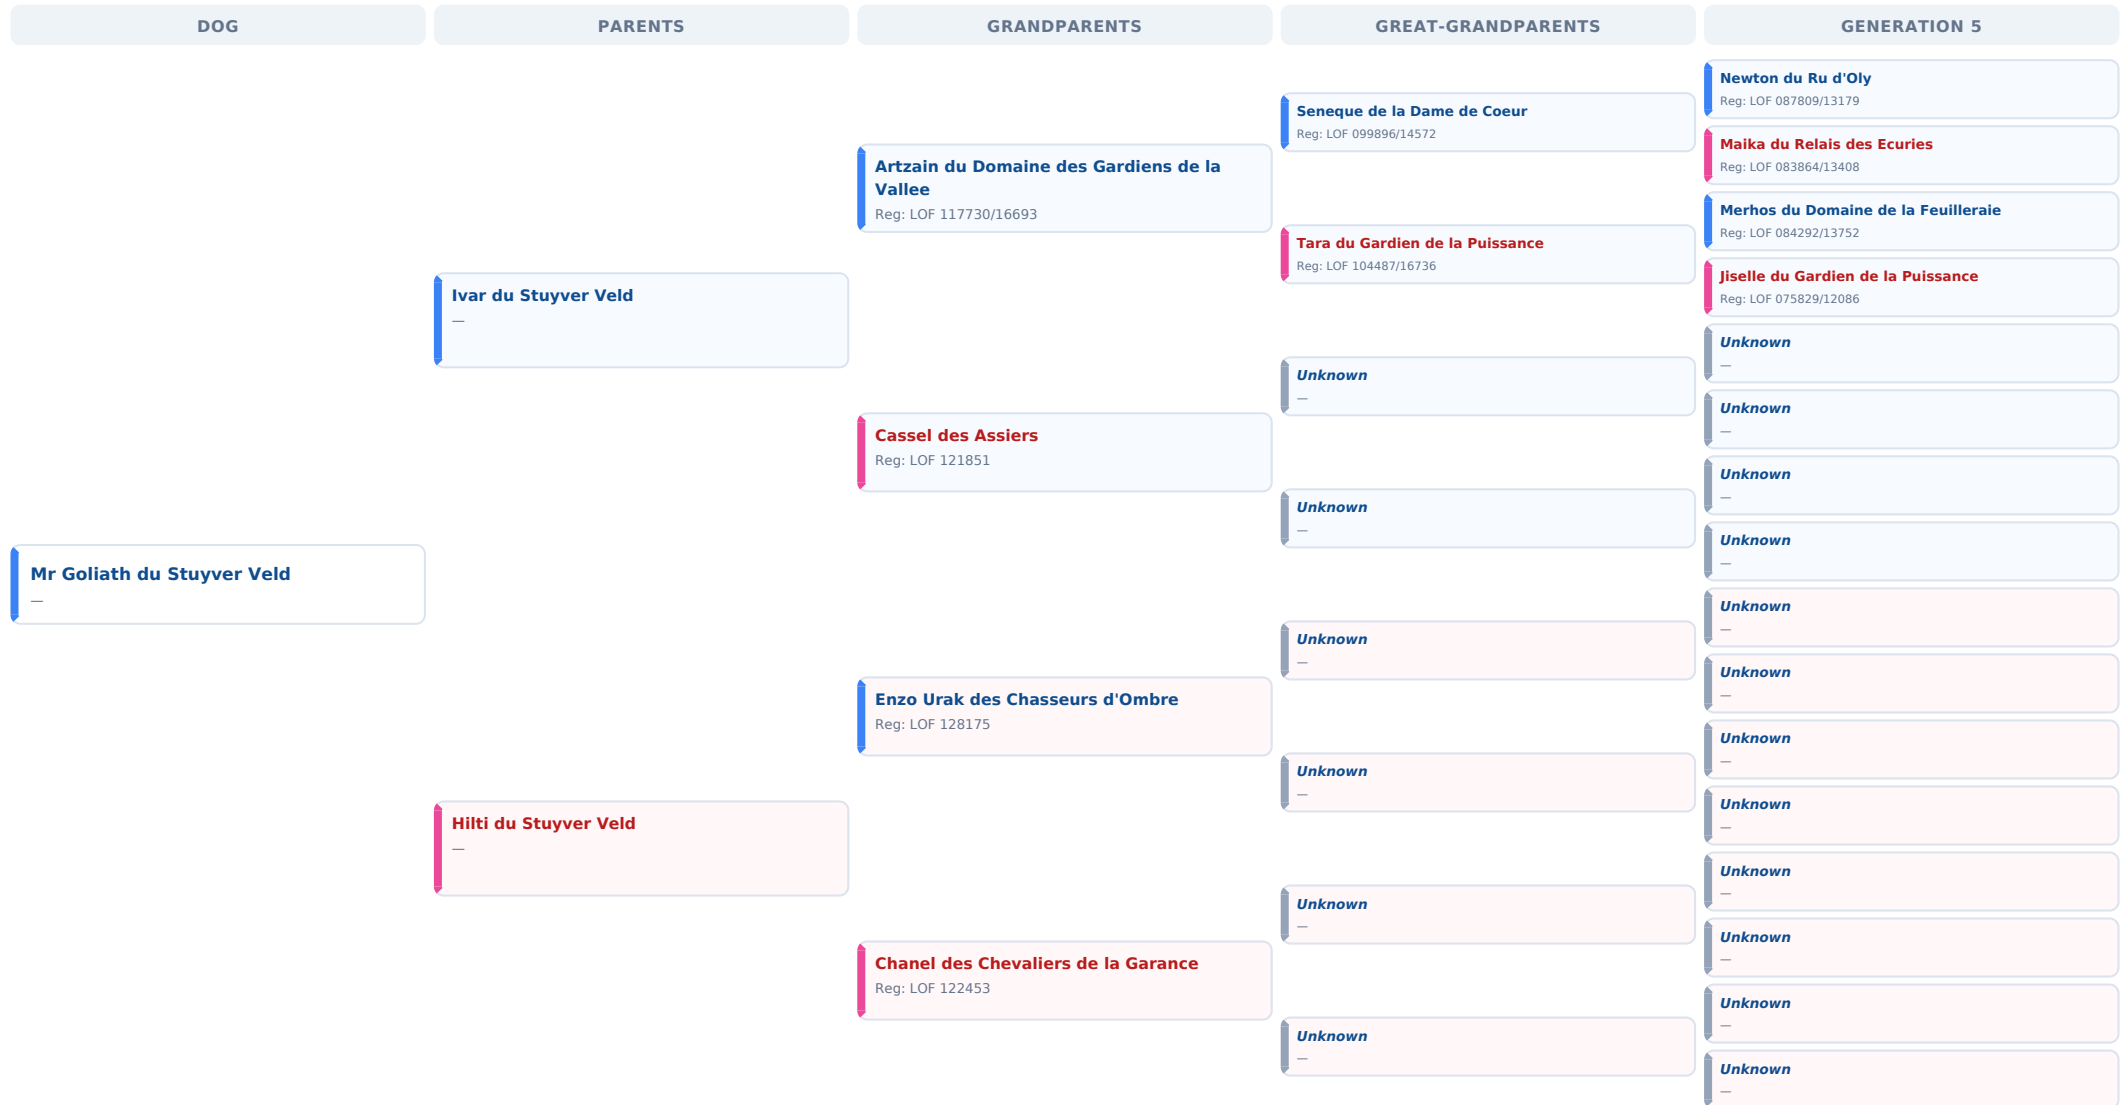 DOG
PARENTS
GRANDPARENTS
GREAT-GRANDPARENTS
GENERATION 5
Mr Goliath du Stuyver Veld
—
Ivar du Stuyver Veld
—
Hilti du Stuyver Veld
—
Artzain du Domaine des Gardiens de la
Vallee
Reg: LOF 117730/16693
Cassel des Assiers
Reg: LOF 121851
Enzo Urak des Chasseurs d'Ombre
Reg: LOF 128175
Chanel des Chevaliers de la Garance
Reg: LOF 122453
Seneque de la Dame de Coeur
Reg: LOF 099896/14572
Tara du Gardien de la Puissance
Reg: LOF 104487/16736
Unknown
—
Unknown
—
Unknown
—
Unknown
—
Unknown
—
Unknown
—
Newton du Ru d'Oly
Reg: LOF 087809/13179
Maika du Relais des Ecuries
Reg: LOF 083864/13408
Merhos du Domaine de la Feuilleraie
Reg: LOF 084292/13752
Jiselle du Gardien de la Puissance
Reg: LOF 075829/12086
Unknown
—
Unknown
—
Unknown
—
Unknown
—
Unknown
—
Unknown
—
Unknown
—
Unknown
—
Unknown
—
Unknown
—
Unknown
—
Unknown
—